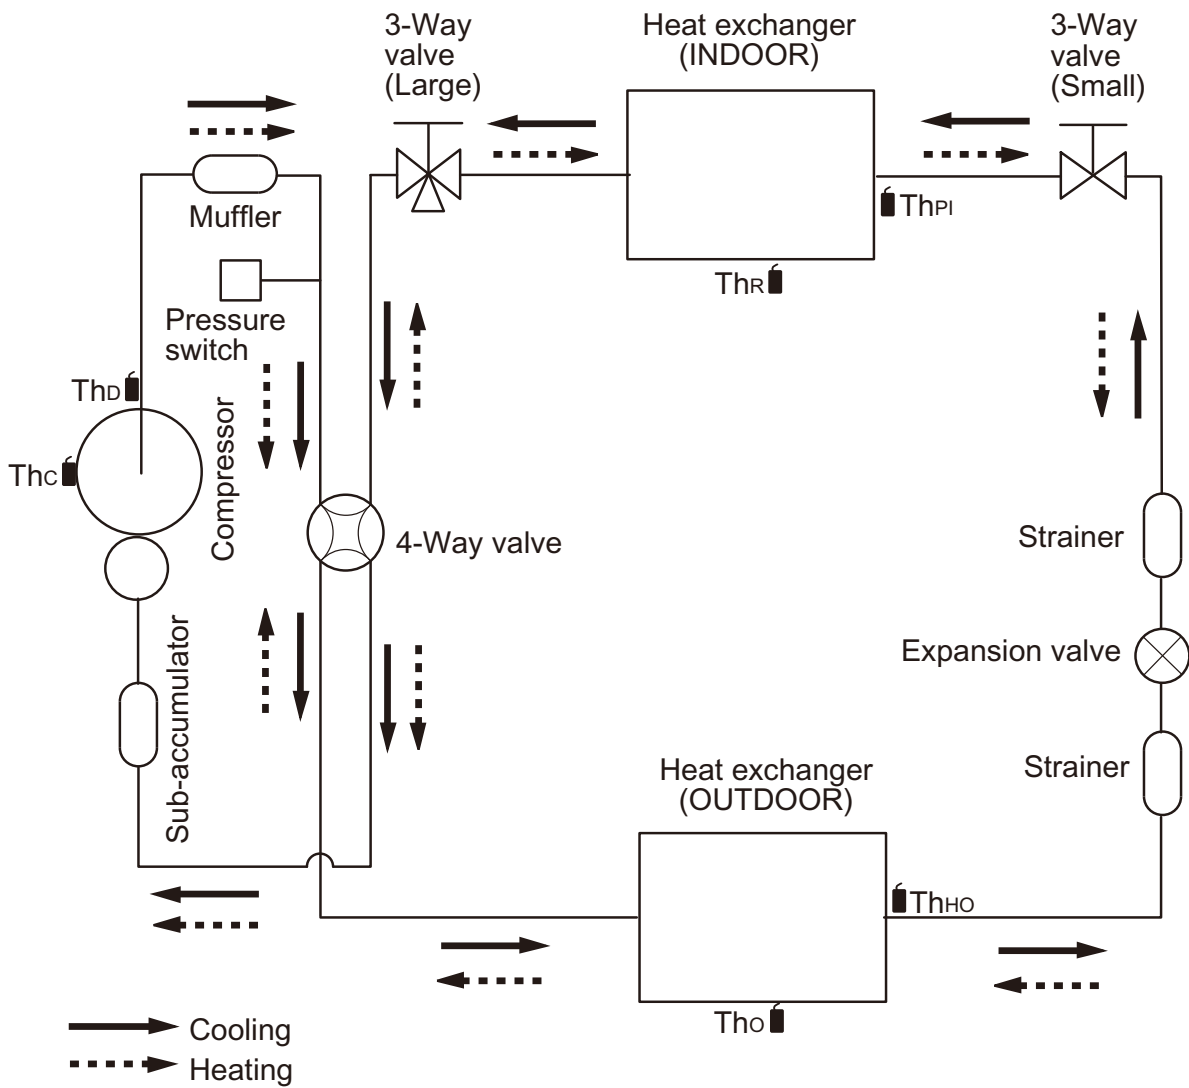 3-Way
valve
(Large)
Heat exchanger
(INDOOR)
3-Way
valve
(Small)
Muffler
ThPI
ThR
Pressure
switch
ThD
ThC
Compressor
4-Way valve
Strainer
Expansion valve
Sub-accumulator
Strainer
Heat exchanger
(OUTDOOR)
ThHO
ThO
Cooling
Heating